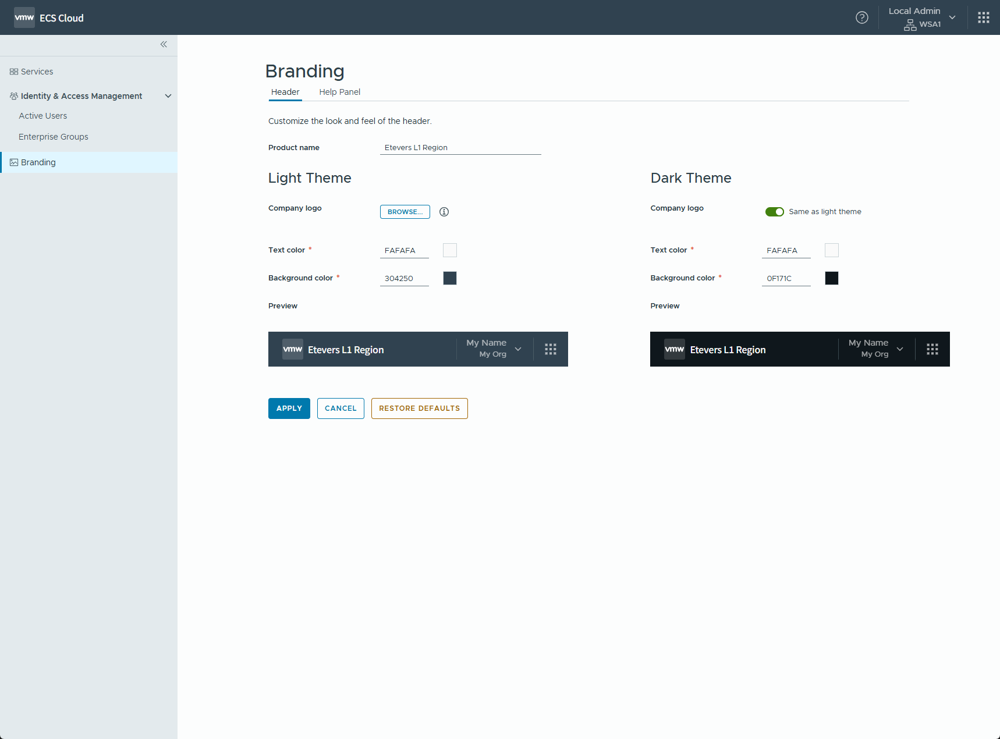 vmw ECS Cloud
Local Admin
WSA1
Services
Identity & Access Management
Active Users
Enterprise Groups
Branding
Branding
Header Help Panel
Customize the look and feel of the header.
Product name Etevers L1 Region
Light Theme Dark Theme
Company logo BROWSE... Company logo Same as light theme
Text color * FAFAFA Text color * FAFAFA
Background color * 304250 Background color * 0F171C
Preview Preview
vmw Etevers L1 Region My Name vmw Etevers L1 Region My Name
My Org My Org
APPLY CANCEL RESTORE DEFAULTS